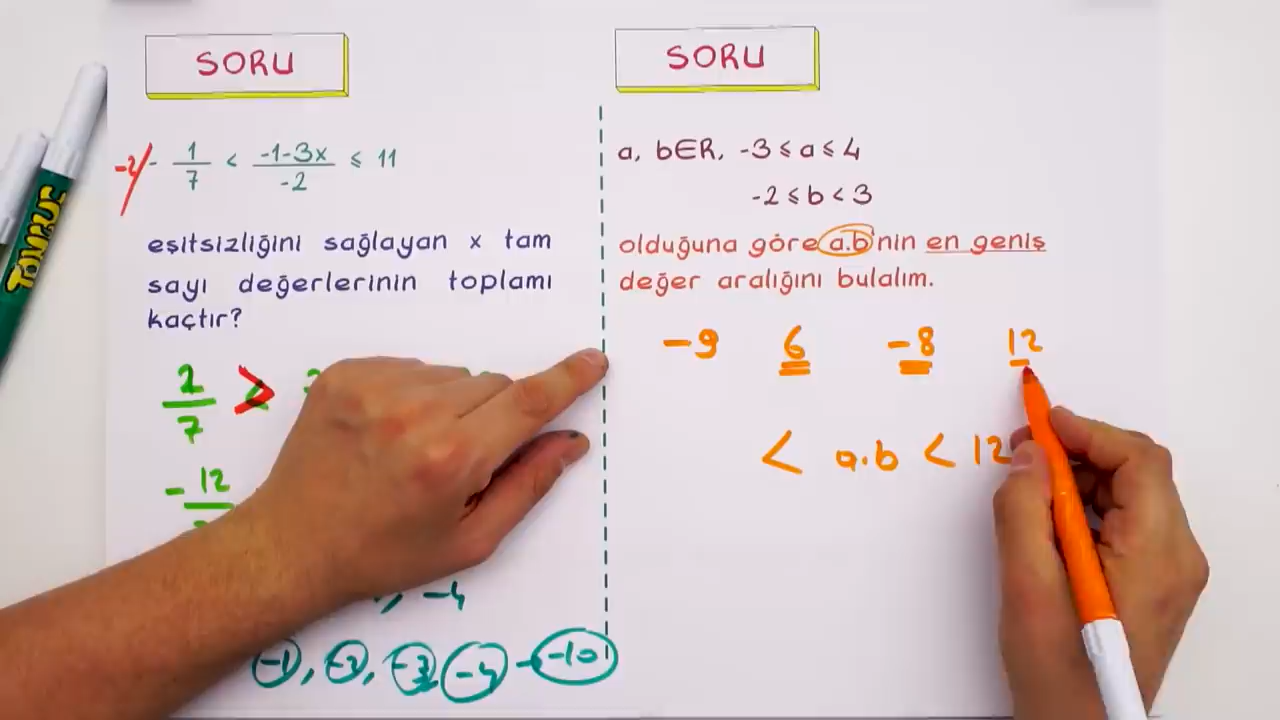 SORU
-2/ - 1/7 < -1-3x/-2 ≤ 11
eşitsizliğini sağlayan x tam
sayı değerlerinin toplamı
kaçtır?
2/7 >
-12
, -4
-1, -2, -3 -4 → -10
SORU
a, b∈R, -3 ≤ a ≤ 4
-2 ≤ b < 3
olduğuna göre a.b'nin en geniş
değer aralığını bulalım.
-9 6 -8 12
< a.b < 12